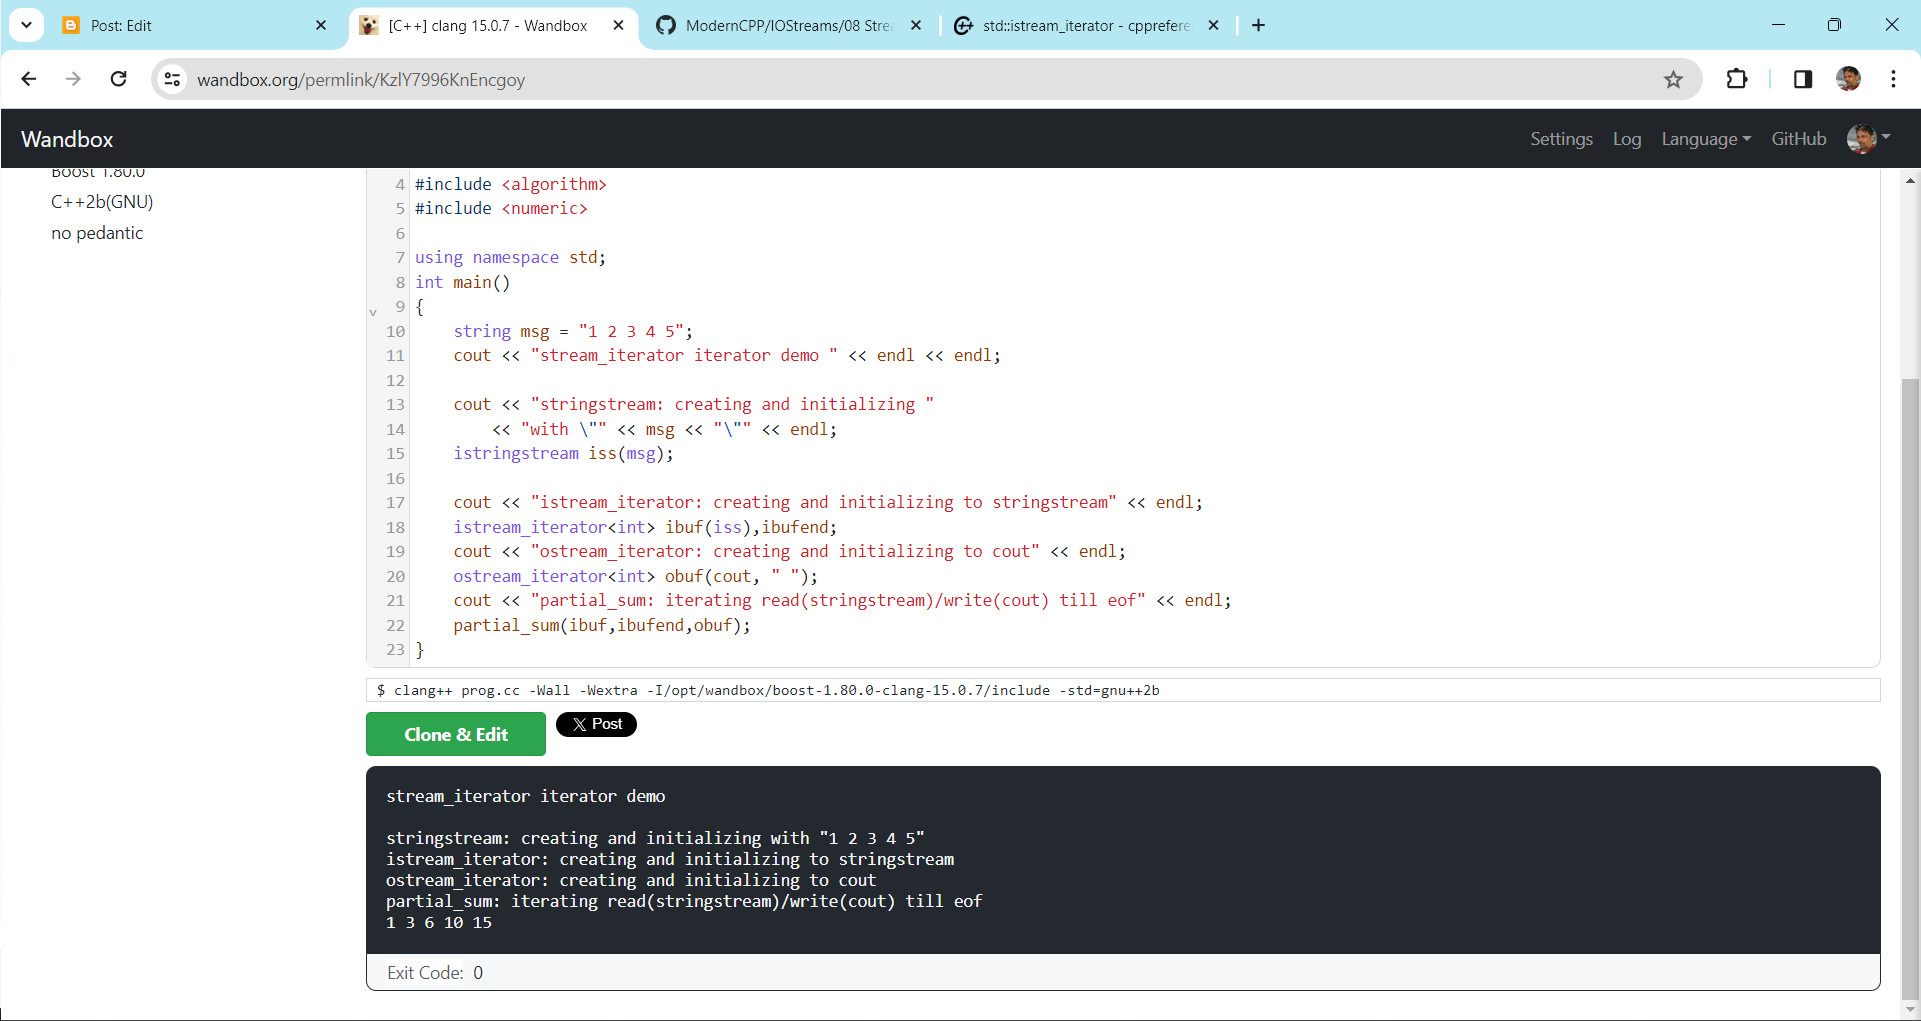 Post: Edit
[C++] clang 15.0.7 - Wandbox
ModernCPP/IOStreams/08 Strea
std::istream_iterator - cpprefere
wandbox.org/permlink/KzlY7996KnEncgoy
Wandbox
Settings Log Language GitHub
Boost 1.80.0
C++2b(GNU)
no pedantic
4 #include <algorithm>
5 #include <numeric>
6
7 using namespace std;
8 int main()
9 {
10     string msg = "1 2 3 4 5";
11     cout << "stream_iterator iterator demo " << endl << endl;
12
13     cout << "stringstream: creating and initializing "
14         << "with \"" << msg << "\"" << endl;
15     istringstream iss(msg);
16
17     cout << "istream_iterator: creating and initializing to stringstream" << endl;
18     istream_iterator<int> ibuf(iss),ibufend;
19     cout << "ostream_iterator: creating and initializing to cout" << endl;
20     ostream_iterator<int> obuf(cout, " ");
21     cout << "partial_sum: iterating read(stringstream)/write(cout) till eof" << endl;
22     partial_sum(ibuf,ibufend,obuf);
23 }
$ clang++ prog.cc -Wall -Wextra -I/opt/wandbox/boost-1.80.0-clang-15.0.7/include -std=gnu++2b
Clone & Edit
X Post
stream_iterator iterator demo
stringstream: creating and initializing with "1 2 3 4 5"
istream_iterator: creating and initializing to stringstream
ostream_iterator: creating and initializing to cout
partial_sum: iterating read(stringstream)/write(cout) till eof
1 3 6 10 15
Exit Code: 0